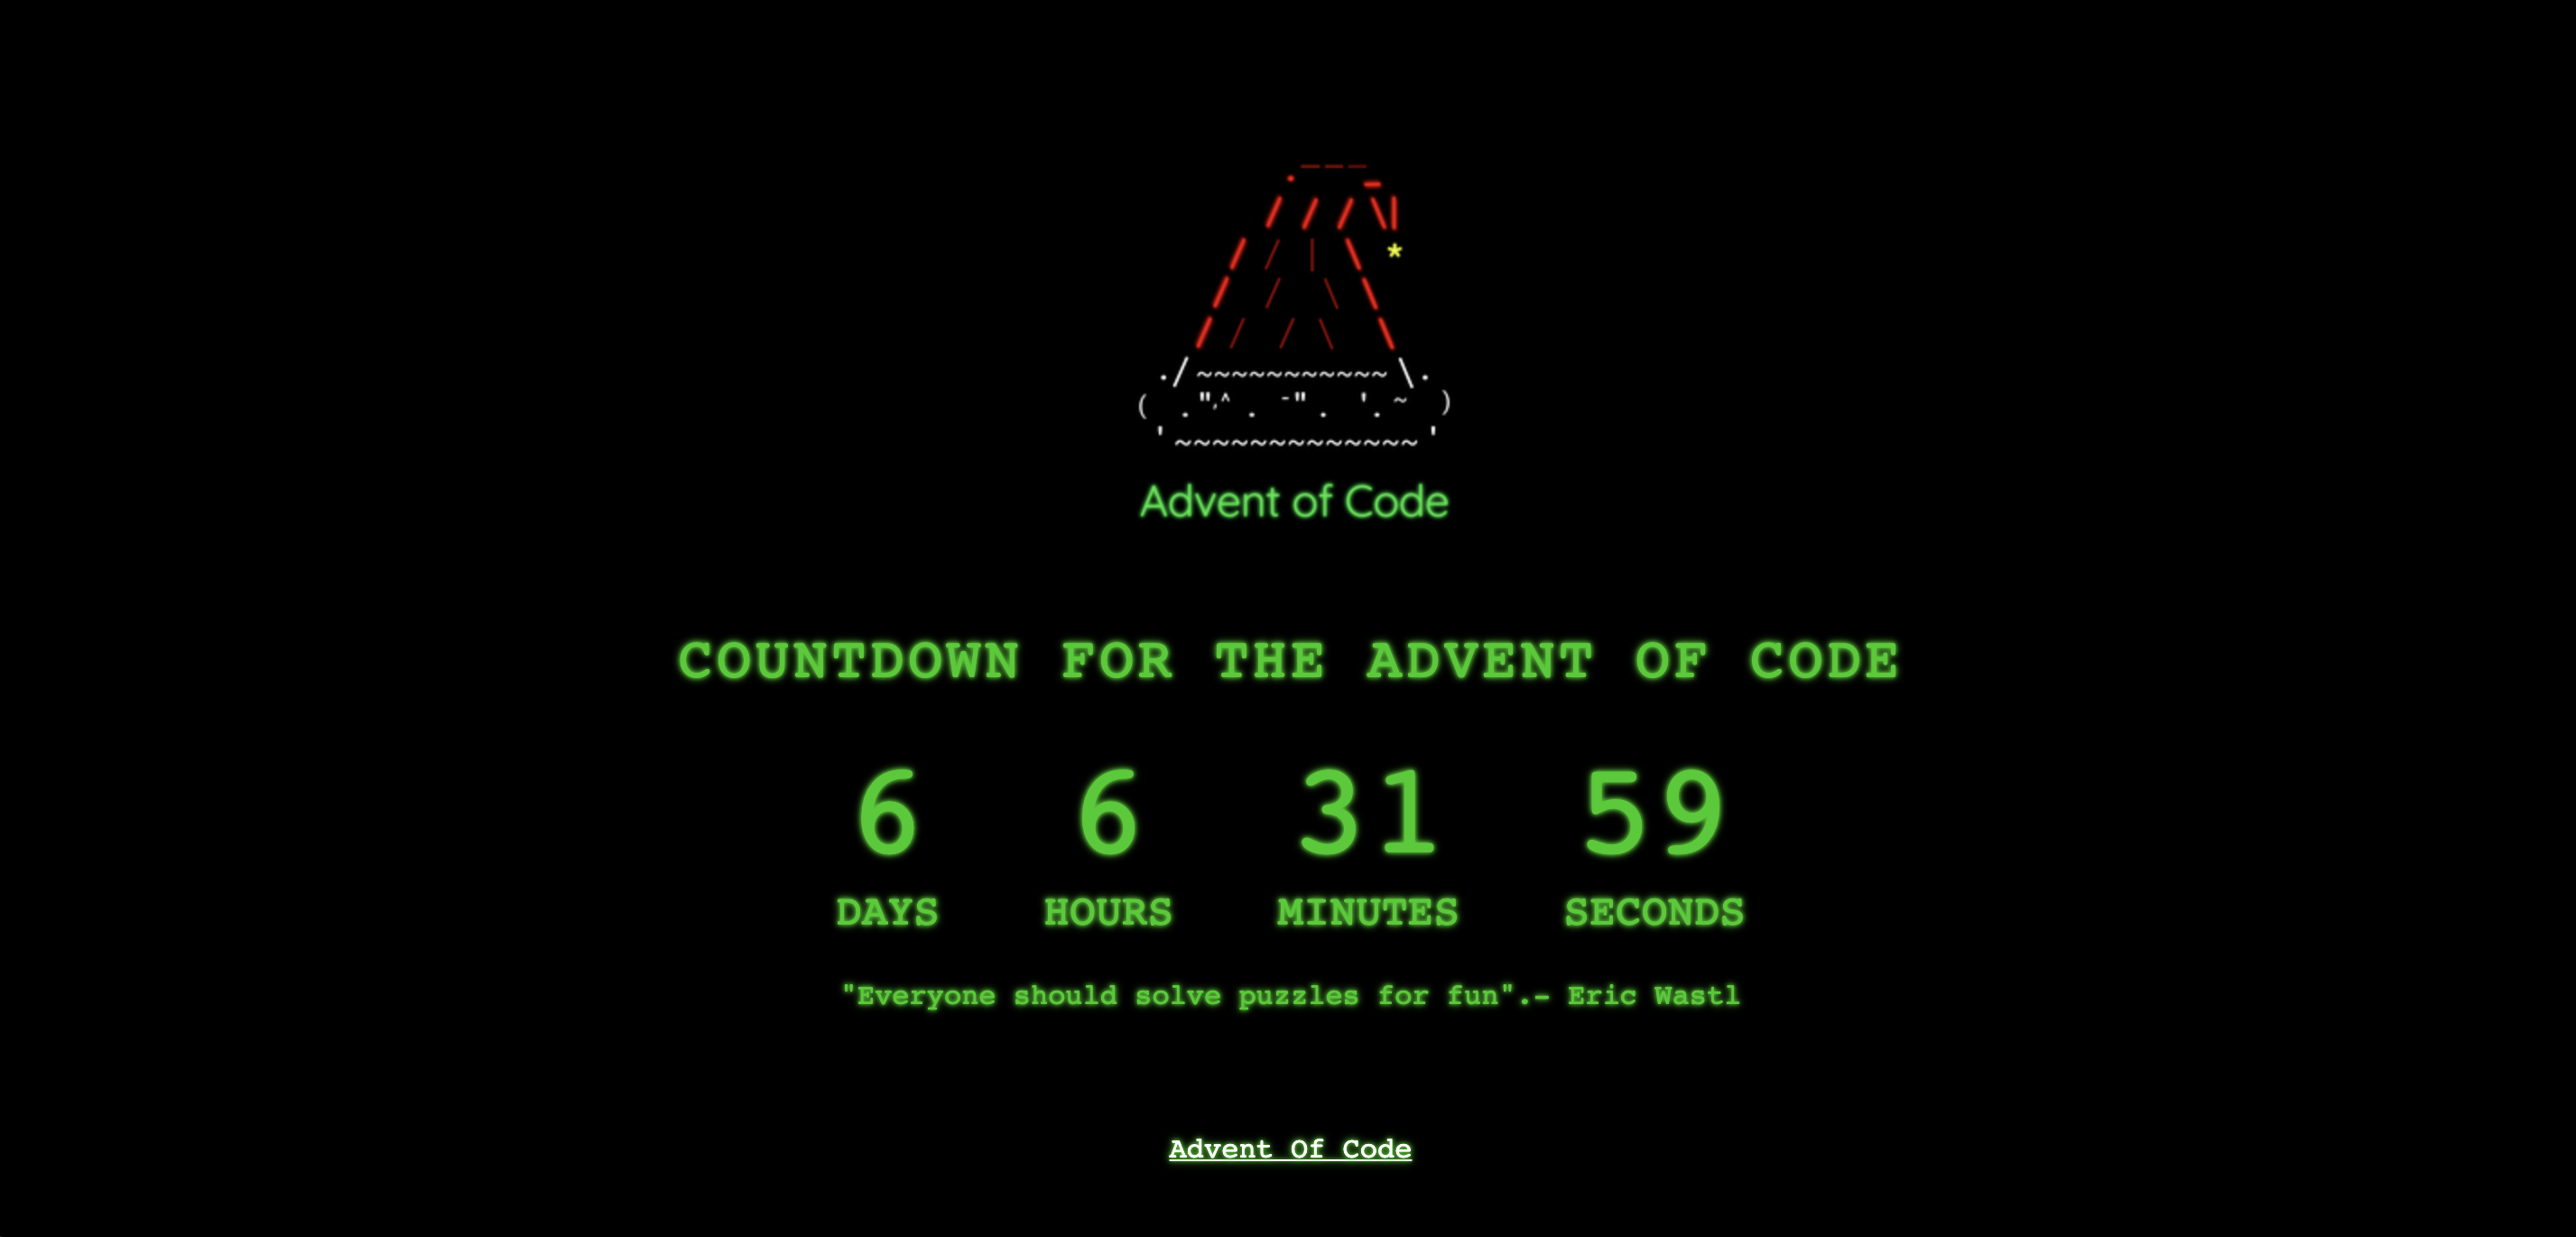 Advent of Code
COUNTDOWN FOR THE ADVENT OF CODE
6 6 31 59
DAYS HOURS MINUTES SECONDS
"Everyone should solve puzzles for fun".- Eric Wastl
Advent Of Code